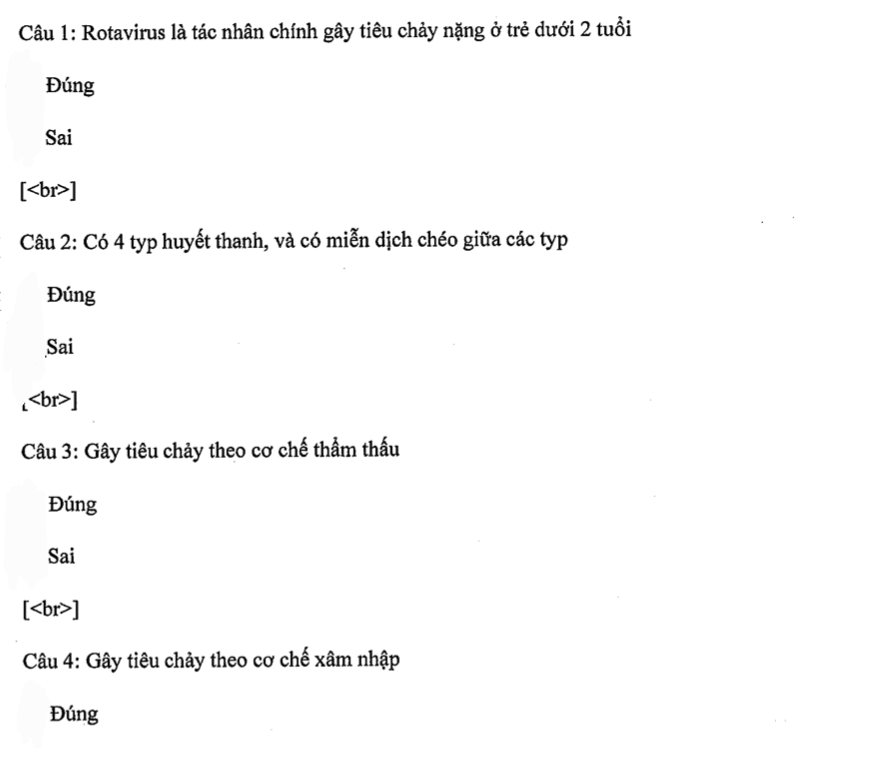 Câu 1: Rotavirus là tác nhân chính gây tiêu chảy nặng ở trẻ dưới 2 tuổi
Đúng
Sai
[<br>]
Câu 2: Có 4 typ huyết thanh, và có miễn dịch chéo giữa các typ
Đúng
Sai
[<br>]
Câu 3: Gây tiêu chảy theo cơ chế thẩm thấu
Đúng
Sai
[<br>]
Câu 4: Gây tiêu chảy theo cơ chế xâm nhập
Đúng